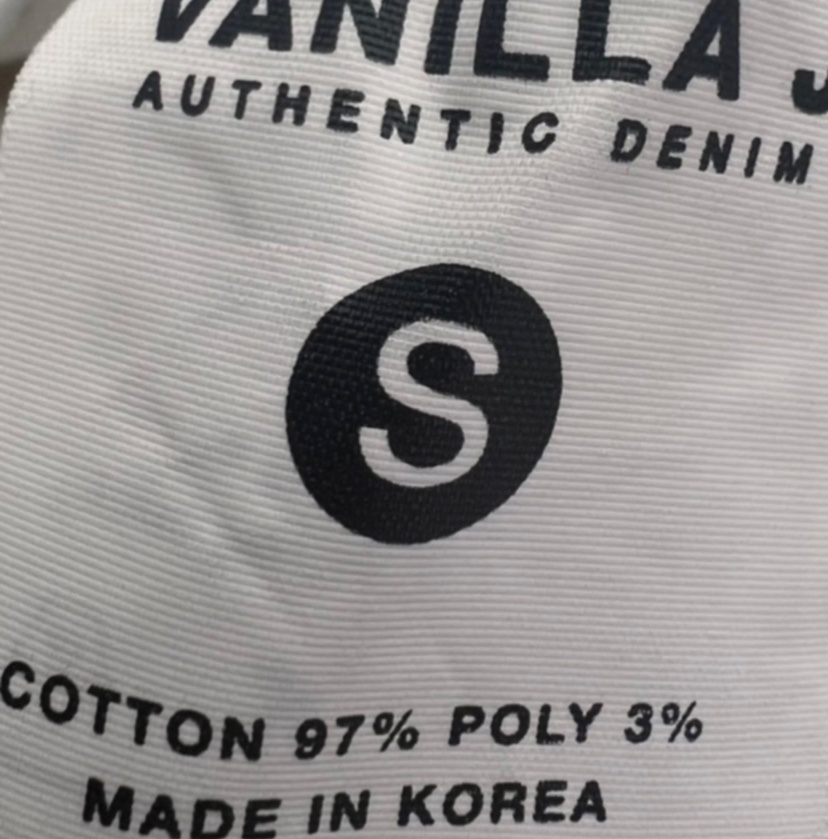 VANILLA J
AUTHENTIC DENIM
S
COTTON 97% POLY 3%
MADE IN KOREA